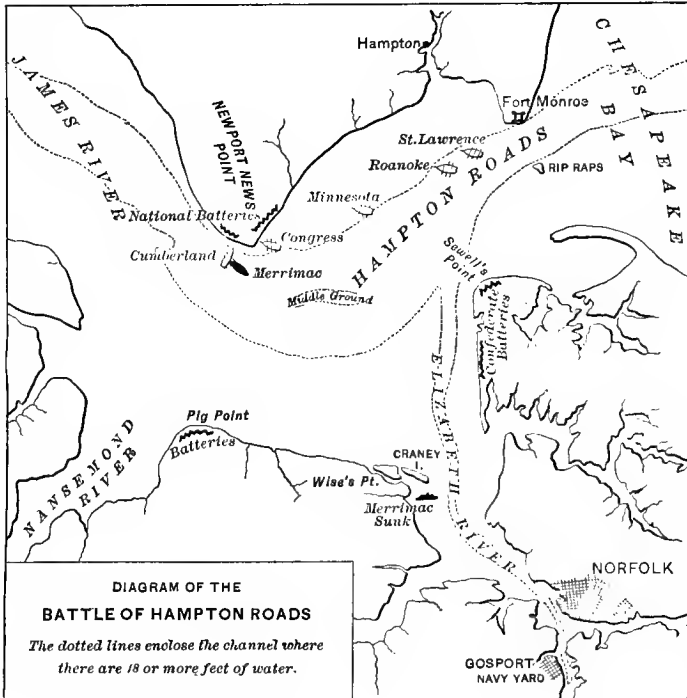 CHESAPEAKE
BAY
Hampton
JAMES RIVER
Fort Monroe
NEWPORT NEWS
POINT
St. Lawrence
Roanoke
HAMPTON ROADS
RIP RAPS
Minnesota
National Batteries
Congress
Cumberland
Merrimac
Sewell's
Point
Middle Ground
Confederate
Batteries
ELIZABETH RIVER
Pig Point
Batteries
NANSEMOND
RIVER
CRANEY
I.
Wise's Pt.
Merrimac
Sunk
NORFOLK
GOSPORT
NAVY YARD
DIAGRAM OF THE
BATTLE OF HAMPTON ROADS
The dotted lines enclose the channel where
there are 18 or more feet of water.